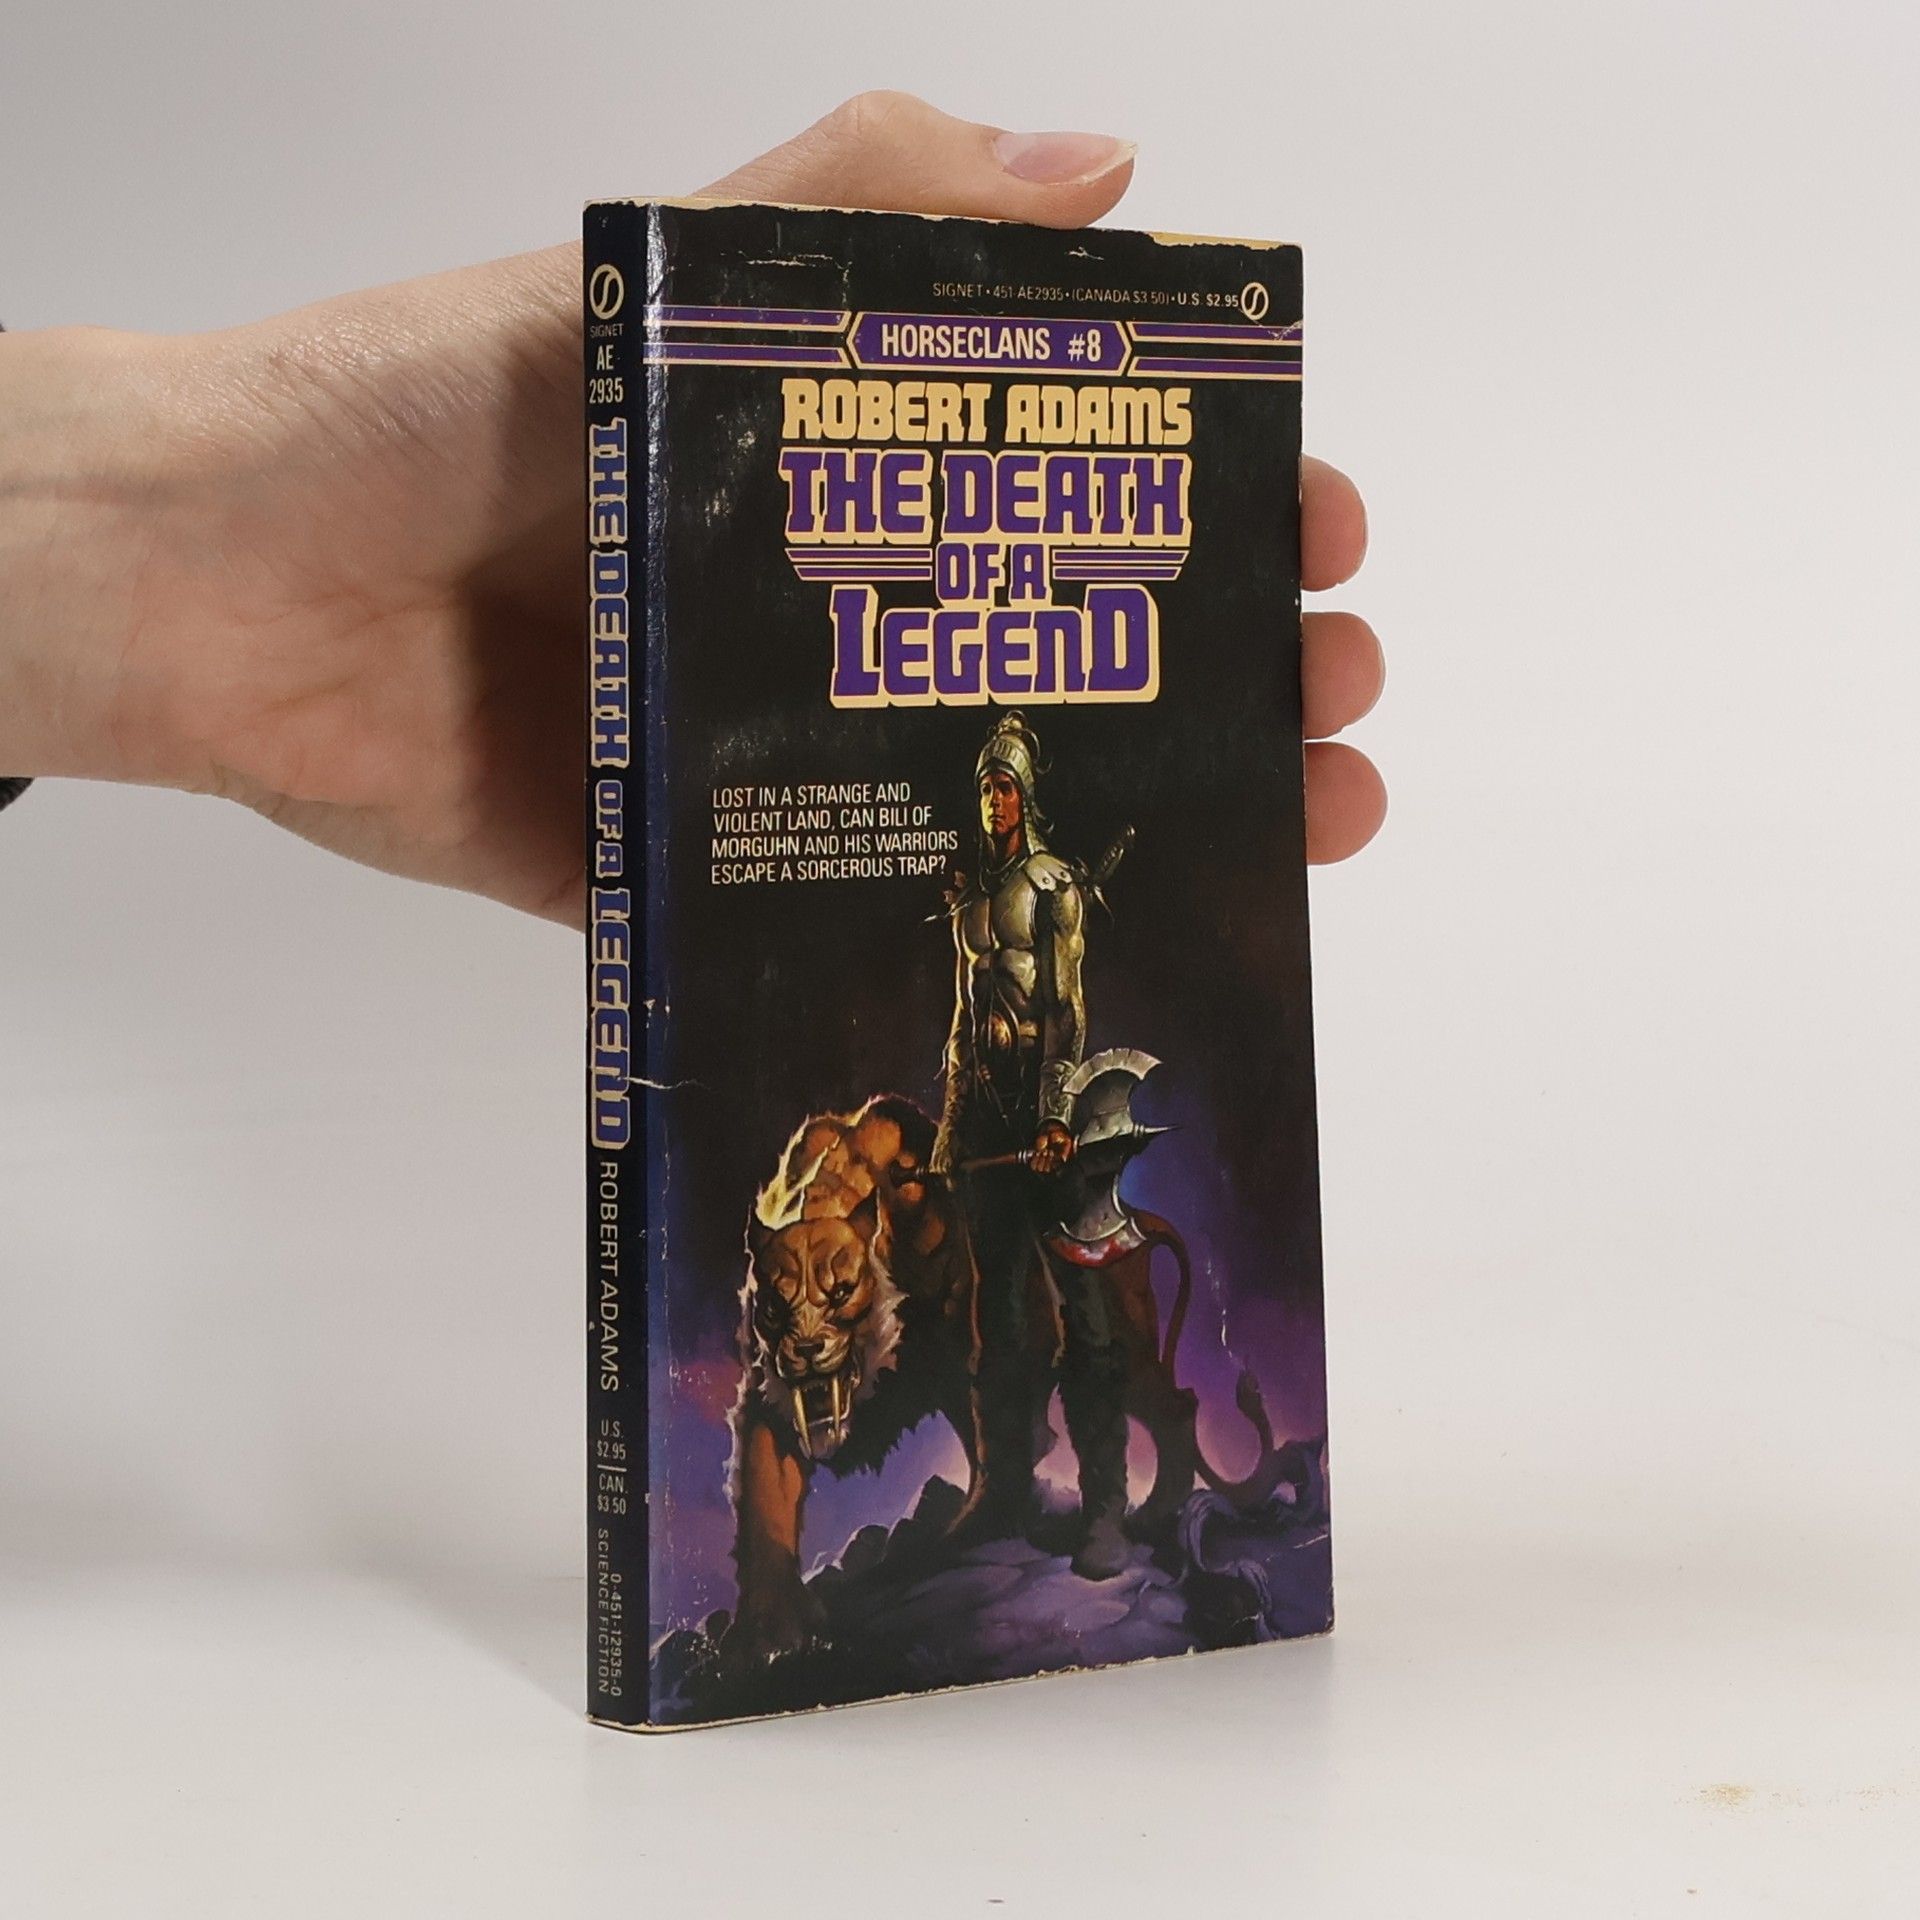 SIGNET • 451-AE2935 • (CANADA $3.50) • U.S. $2.95
HORSECLANS #8
ROBERT ADAMS
THE DEATH
OF A
LEGEND
LOST IN A STRANGE AND
VIOLENT LAND, CAN BILI OF
MORGUHN AND HIS WARRIORS
ESCAPE A SORCEROUS TRAP?
SIGNET
AE
2935
THE DEATH OF A LEGEND
ROBERT ADAMS
U.S.
$2.95
CAN.
$3.50
0-451-12935-0
SCIENCE FICTION